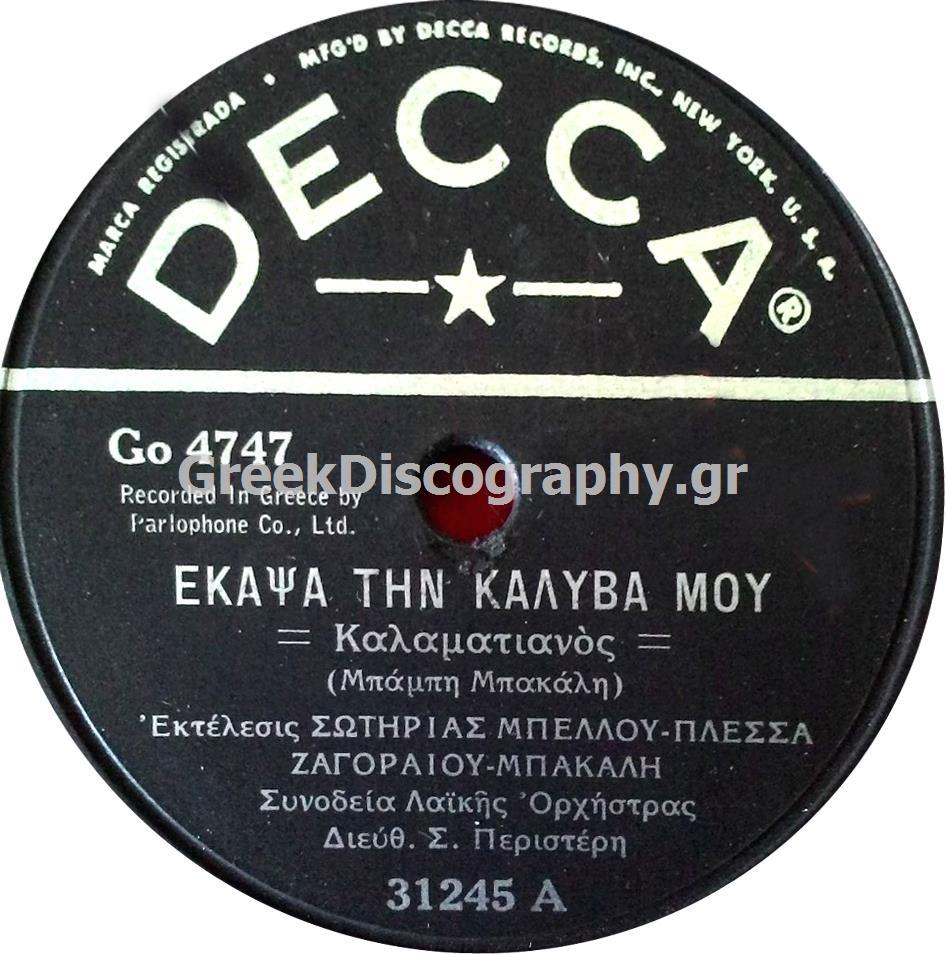 MARCA REGISTRADA • MFG'D BY DECCA RECORDS, INC., NEW YORK, U. S. A.
DECCA®
Go 4747
GreekDiscography.gr
Recorded In Greece by
Parlophone Co., Ltd.
ΕΚΑΨΑ ΤΗΝ ΚΑΛΥΒΑ ΜΟΥ
= Καλαματιανὸς =
(Μπάμπη Μπακάλη)
Ἐκτέλεσις ΣΩΤΗΡΙΑΣ ΜΠΕΛΛΟΥ-ΠΛΕΣΣΑ
ΖΑΓΟΡΑΙΟΥ-ΜΠΑΚΑΛΗ
Συνοδεία Λαϊκῆς Ὀρχήστρας
Διεύθ. Σ. Περιστέρη
31245 A